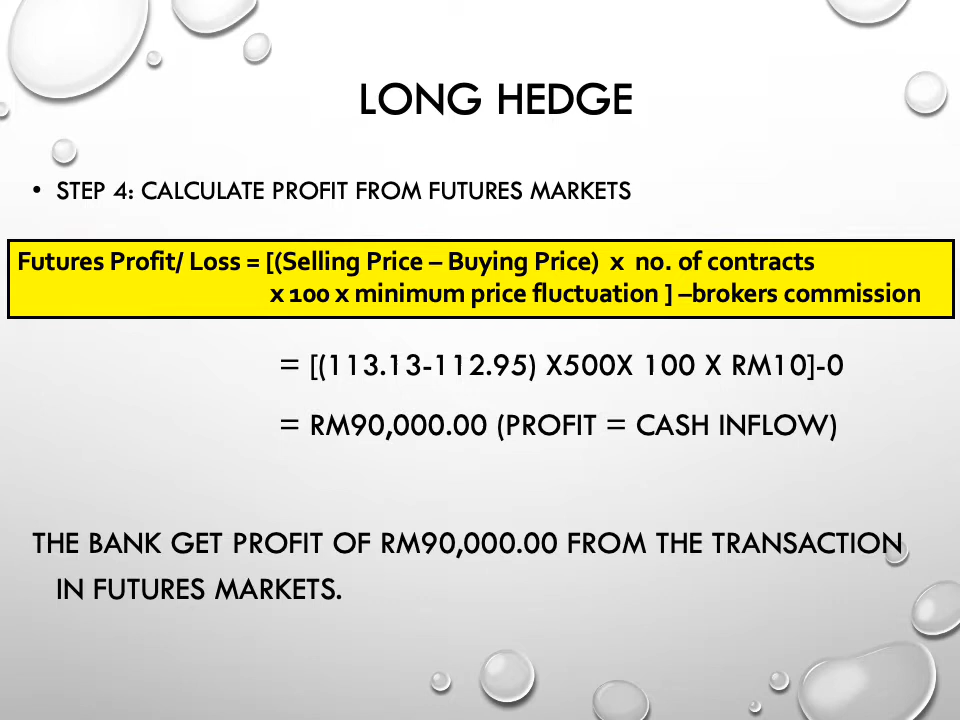 LONG HEDGE
• STEP 4: CALCULATE PROFIT FROM FUTURES MARKETS
Futures Profit/ Loss = [(Selling Price – Buying Price) x no. of contracts
x 100 x minimum price fluctuation ] –brokers commission
= [(113.13-112.95) X500X 100 X RM10]-0
= RM90,000.00 (PROFIT = CASH INFLOW)
THE BANK GET PROFIT OF RM90,000.00 FROM THE TRANSACTION
IN FUTURES MARKETS.